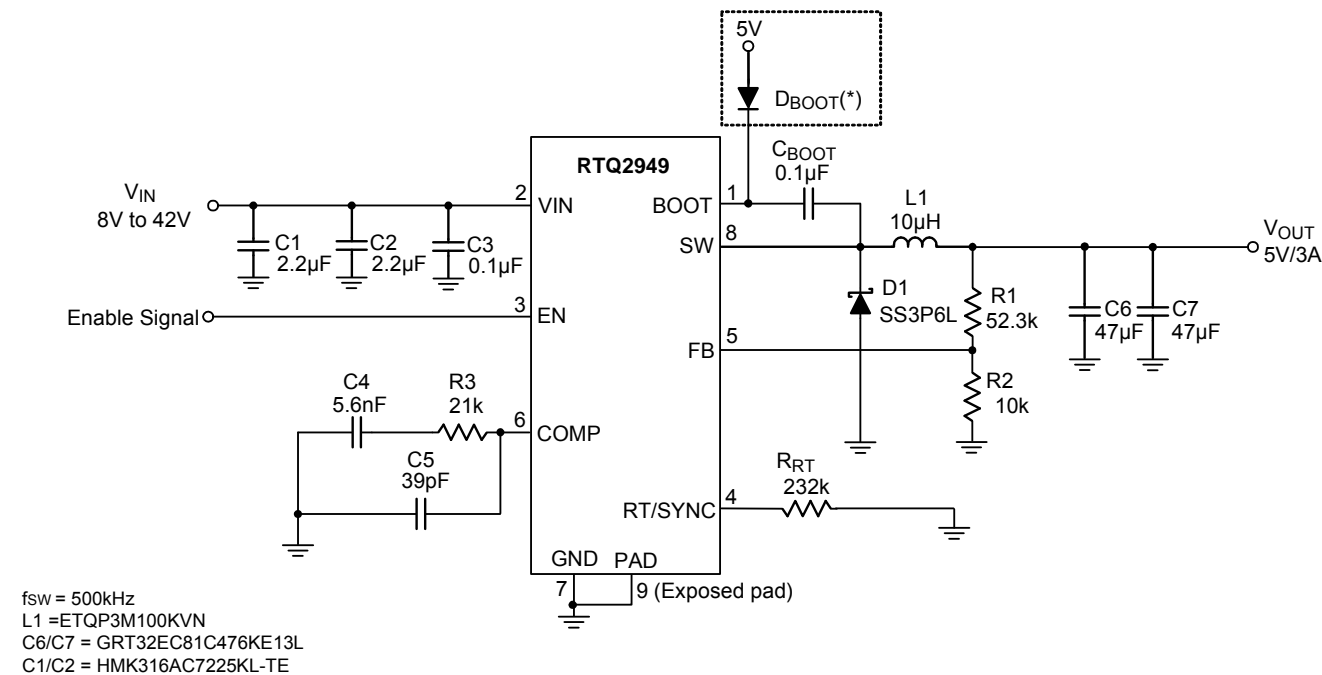 5V
DBOOT(*)
RTQ2949
CBOOT
0.1µF
VIN
8V to 42V
2
VIN
BOOT
1
L1
10µH
SW
8
VOUT
5V/3A
C1
2.2µF
C2
2.2µF
C3
0.1µF
D1
SS3P6L
R1
52.3k
C6
47µF
C7
47µF
Enable Signal
3
EN
FB
5
R2
10k
C4
5.6nF
R3
21k
6
COMP
C5
39pF
RRT
232k
RT/SYNC
4
GND
PAD
7
9 (Exposed pad)
fsw = 500kHz
L1 =ETQP3M100KVN
C6/C7 = GRT32EC81C476KE13L
C1/C2 = HMK316AC7225KL-TE